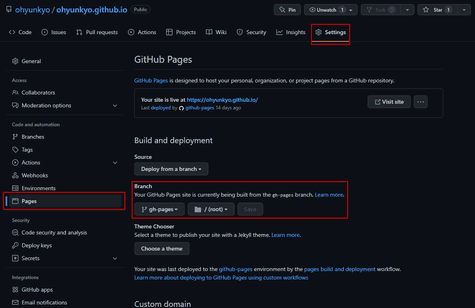 ohyunkyo / ohyunkyo.github.io Public
Pin
Unwatch 1
Fork 0
Star 1
Code
Issues
Pull requests
Actions
Projects
Wiki
Security
Insights
Settings
General
Access
Collaborators
Moderation options
Code and automation
Branches
Tags
Actions
Webhooks
Environments
Pages
Security
Code security and analysis
Deploy keys
Secrets
Integrations
GitHub apps
Email notifications
GitHub Pages
GitHub Pages is designed to host your personal, organization, or project pages from a GitHub repository.
Your site is live at https://ohyunkyo.github.io/
Last deployed by github-pages 14 days ago
Visit site
Build and deployment
Source
Deploy from a branch
Branch
Your GitHub Pages site is currently being built from the gh-pages branch. Learn more.
gh-pages
/ (root)
Save
Theme Chooser
Select a theme to publish your site with a Jekyll theme. Learn more.
Choose a theme
Your site was last deployed to the github-pages environment by the pages build and deployment workflow.
Learn more about deploying to GitHub Pages using custom workflows
Custom domain